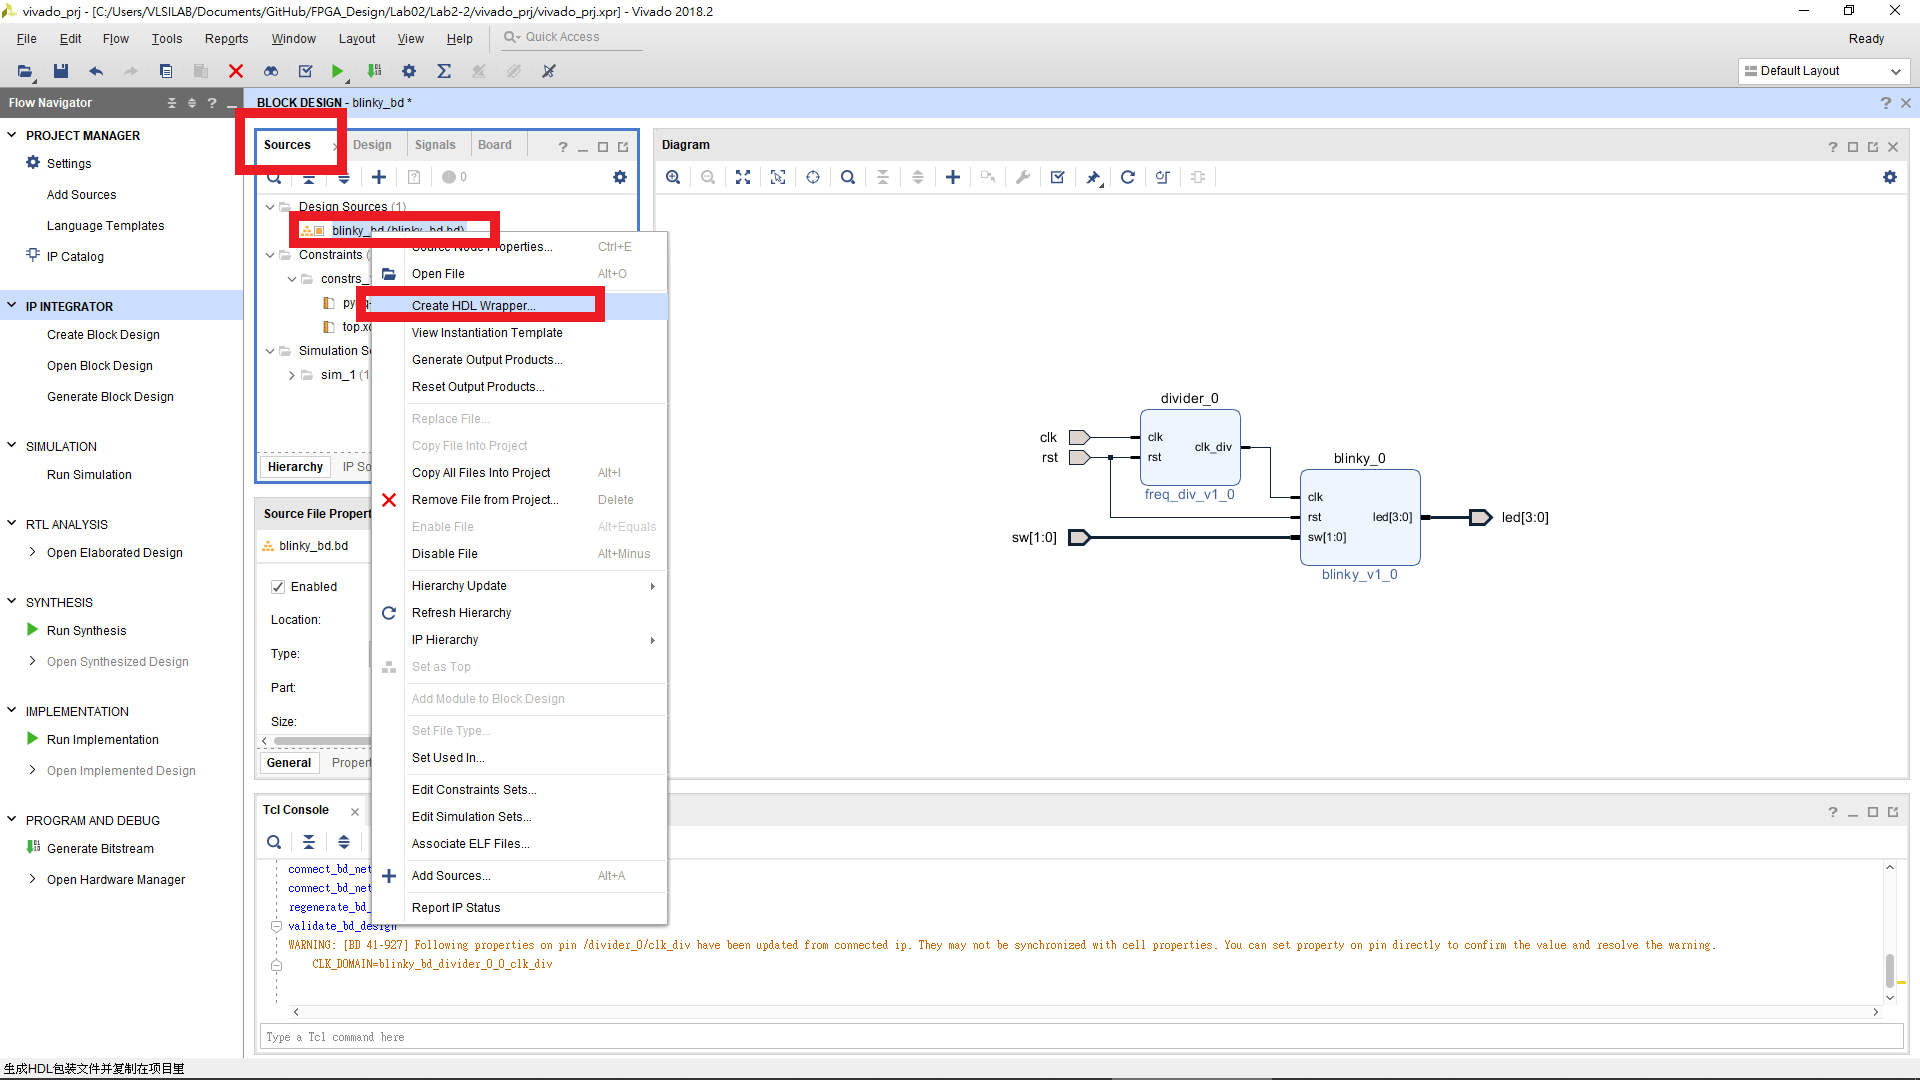 vivado_prj - [C:/Users/VLSILAB/Documents/GitHub/FPGA_Design/Lab02/Lab2-2/vivado_prj/vivado_prj.xpr] - Vivado 2018.2
File Edit Flow Tools Reports Window Layout View Help Quick Access Ready
Default Layout
Flow Navigator
BLOCK DESIGN - blinky_bd *
PROJECT MANAGER
Settings
Add Sources
Language Templates
IP Catalog
IP INTEGRATOR
Create Block Design
Open Block Design
Generate Block Design
SIMULATION
Run Simulation
RTL ANALYSIS
Open Elaborated Design
SYNTHESIS
Run Synthesis
Open Synthesized Design
IMPLEMENTATION
Run Implementation
Open Implemented Design
PROGRAM AND DEBUG
Generate Bitstream
Open Hardware Manager
Sources Design Signals Board
0
Design Sources (1)
blinky_bd (blinky_bd.bd)
Constraints
constrs_
top.xd
Simulation So
sim_1 (1
Hierarchy IP So
Source File Propert
blinky_bd.bd
Enabled
Location:
Type:
Part:
Size:
General Propert
Source Node Properties... Ctrl+E
Open File Alt+O
Create HDL Wrapper...
View Instantiation Template
Generate Output Products...
Reset Output Products...
Replace File...
Copy File Into Project
Copy All Files Into Project Alt+I
Remove File from Project... Delete
Enable File Alt+Equals
Disable File Alt+Minus
Hierarchy Update
Refresh Hierarchy
IP Hierarchy
Set as Top
Add Module to Block Design
Set File Type...
Set Used In...
Edit Constraints Sets...
Edit Simulation Sets...
Associate ELF Files...
Add Sources... Alt+A
Report IP Status
Diagram
divider_0
clk
rst
clk
rst
clk_div
freq_div_v1_0
blinky_0
clk
rst
sw[1:0]
led[3:0]
led[3:0]
sw[1:0]
blinky_v1_0
Tcl Console
connect_bd_net
connect_bd_net
regenerate_bd_
validate_bd_design
WARNING: [BD 41-927] Following properties on pin /divider_0/clk_div have been updated from connected ip. They may not be synchronized with cell properties. You can set property on pin directly to confirm the value and resolve the warning.
CLK_DOMAIN=blinky_bd_divider_0_0_clk_div
Type a Tcl command here
生成HDL包装文件并复制在项目里